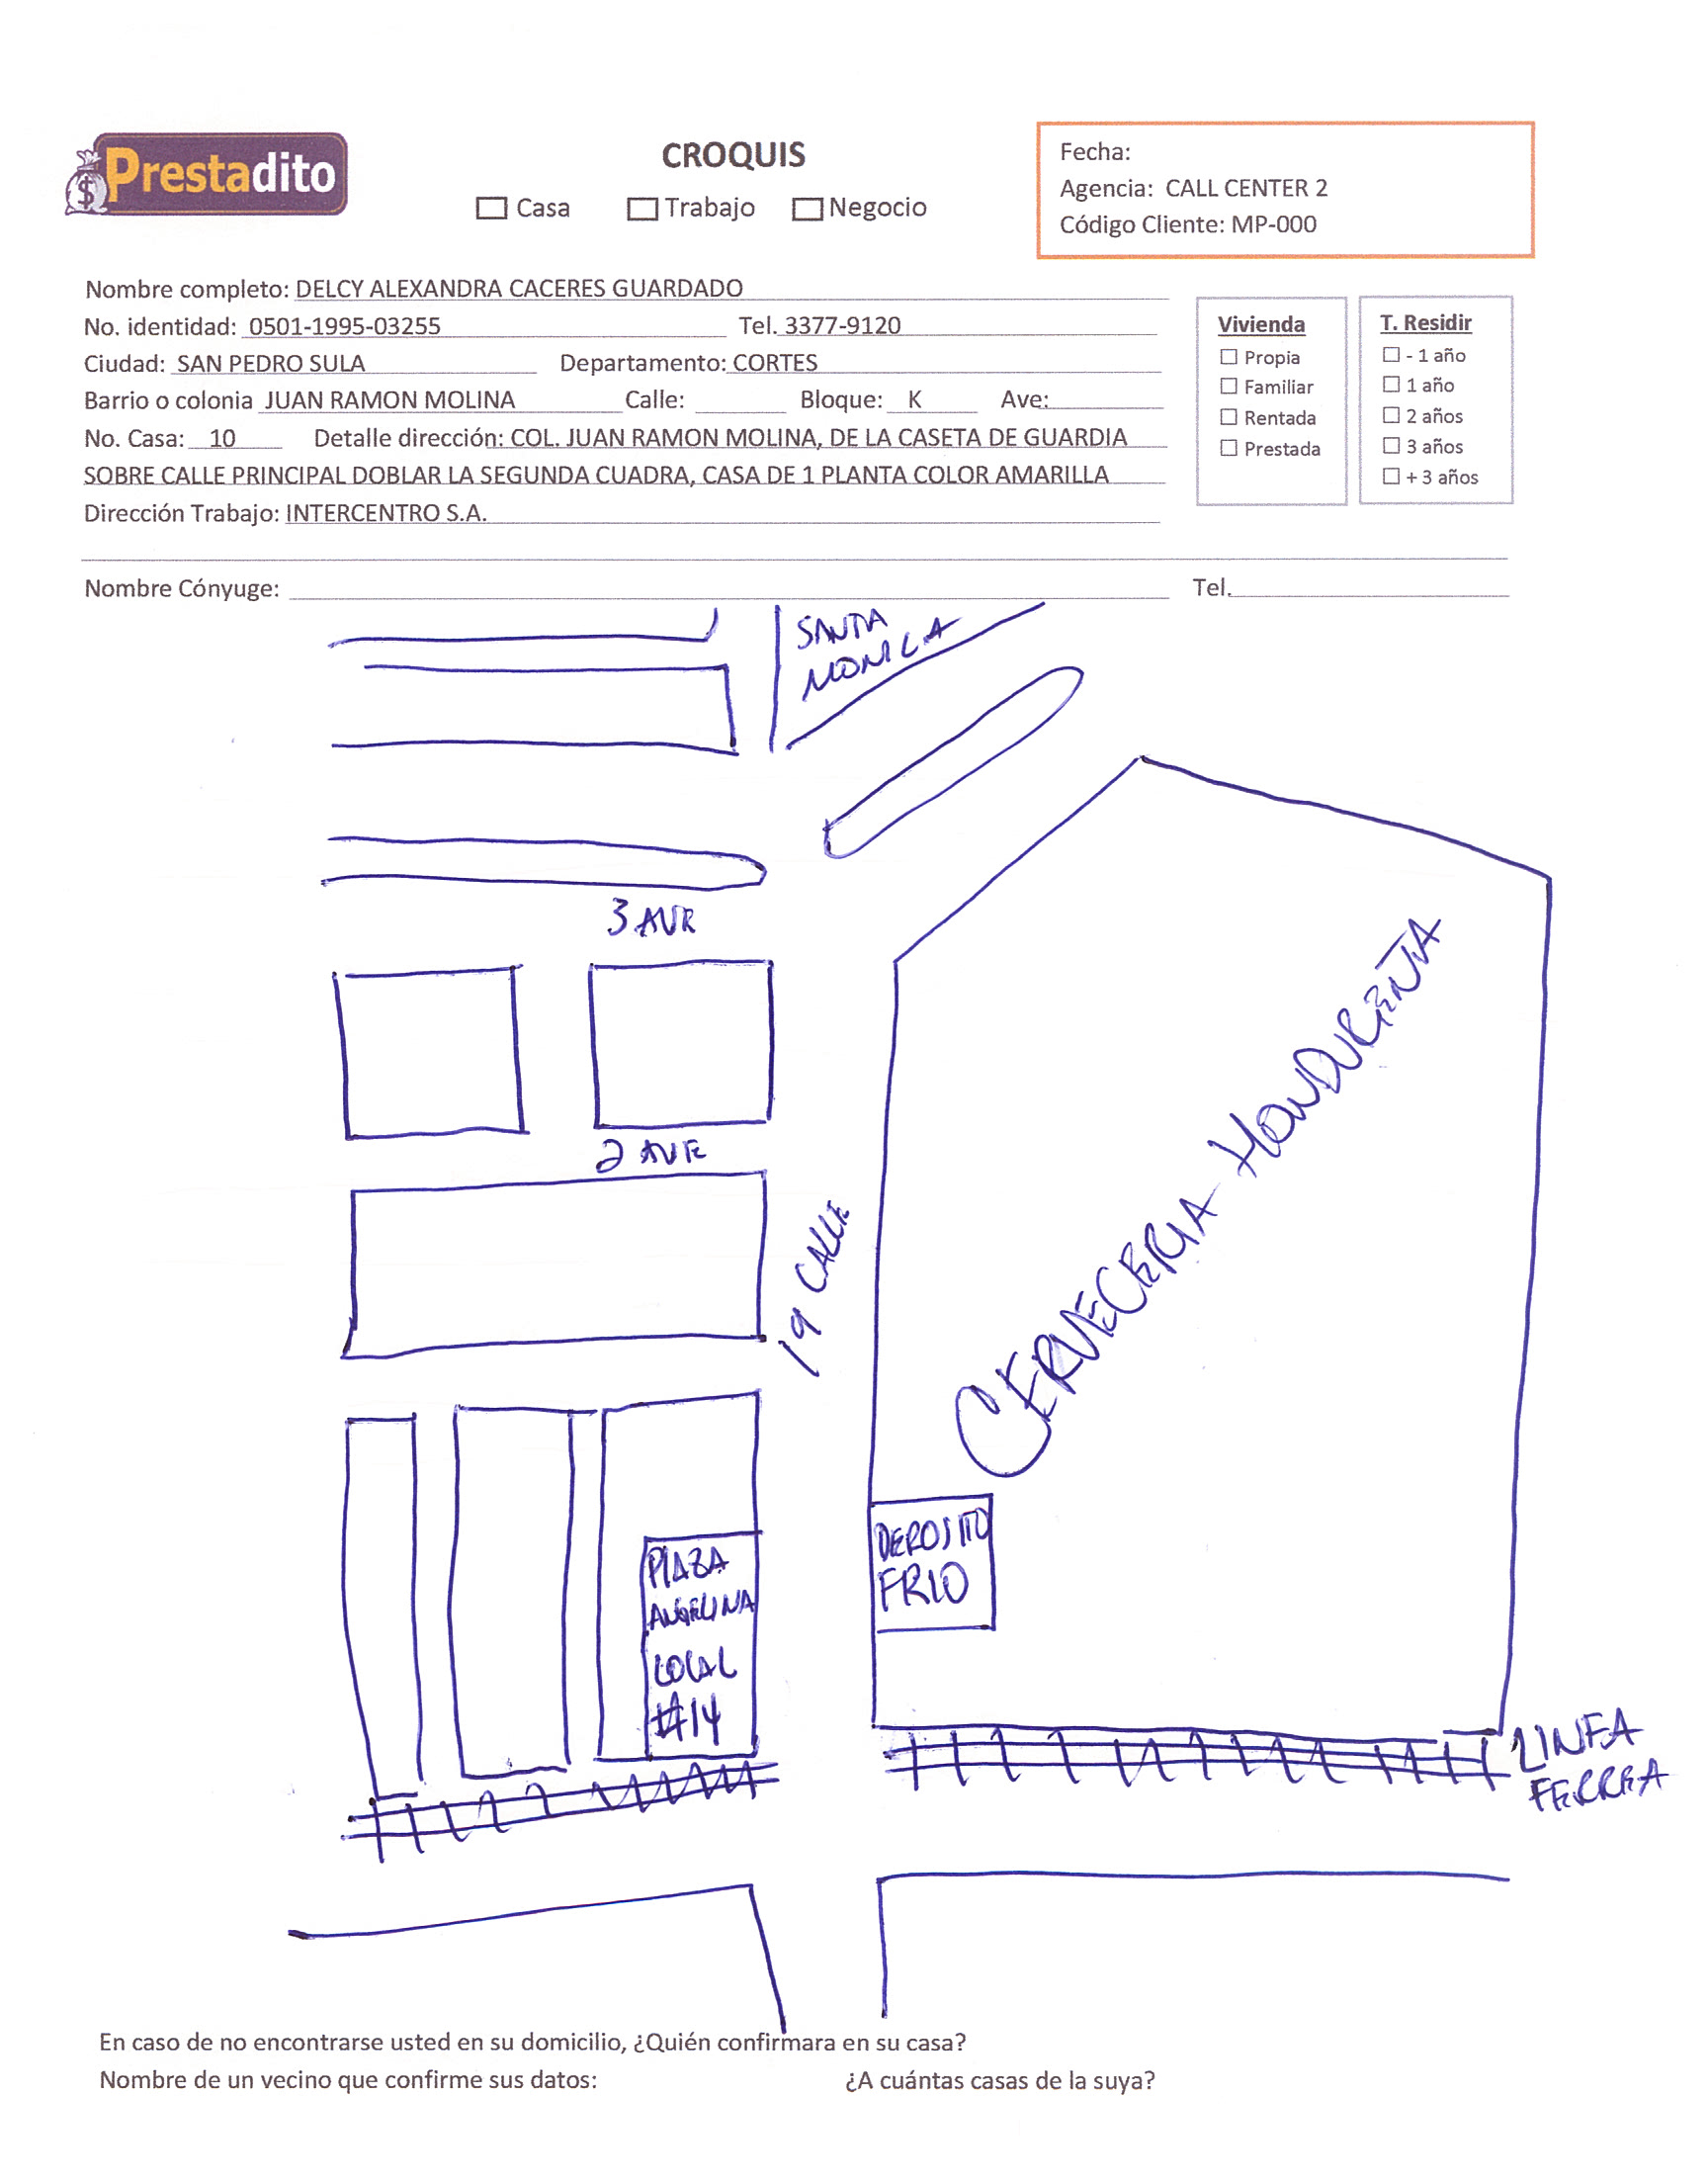 Prestadito
CROQUIS
Casa Trabajo Negocio
Fecha:
Agencia: CALL CENTER 2
Código Cliente: MP-000
Nombre completo: DELCY ALEXANDRA CACERES GUARDADO
No. identidad: 0501-1995-03255 Tel. 3377-9120
Ciudad: SAN PEDRO SULA Departamento: CORTES
Barrio o colonia JUAN RAMON MOLINA Calle: Bloque: K Ave:
No. Casa: 10 Detalle dirección: COL. JUAN RAMON MOLINA, DE LA CASETA DE GUARDIA
SOBRE CALLE PRINCIPAL DOBLAR LA SEGUNDA CUADRA, CASA DE 1 PLANTA COLOR AMARILLA
Dirección Trabajo: INTERCENTRO S.A.
Vivienda
Propia
Familiar
Rentada
Prestada
T. Residir
- 1 año
1 año
2 años
3 años
+ 3 años
Nombre Cónyuge: Tel.
SANTA
MONICA
3 AVE
2 AVE
19 CALLE
CERVECERIA HONDUREÑA
DEPOSITO
FRIO
PLAZA
ANGELINA
LOCAL
#14
LINEA
FERREA
En caso de no encontrarse usted en su domicilio, ¿Quién confirmara en su casa?
Nombre de un vecino que confirme sus datos: ¿A cuántas casas de la suya?